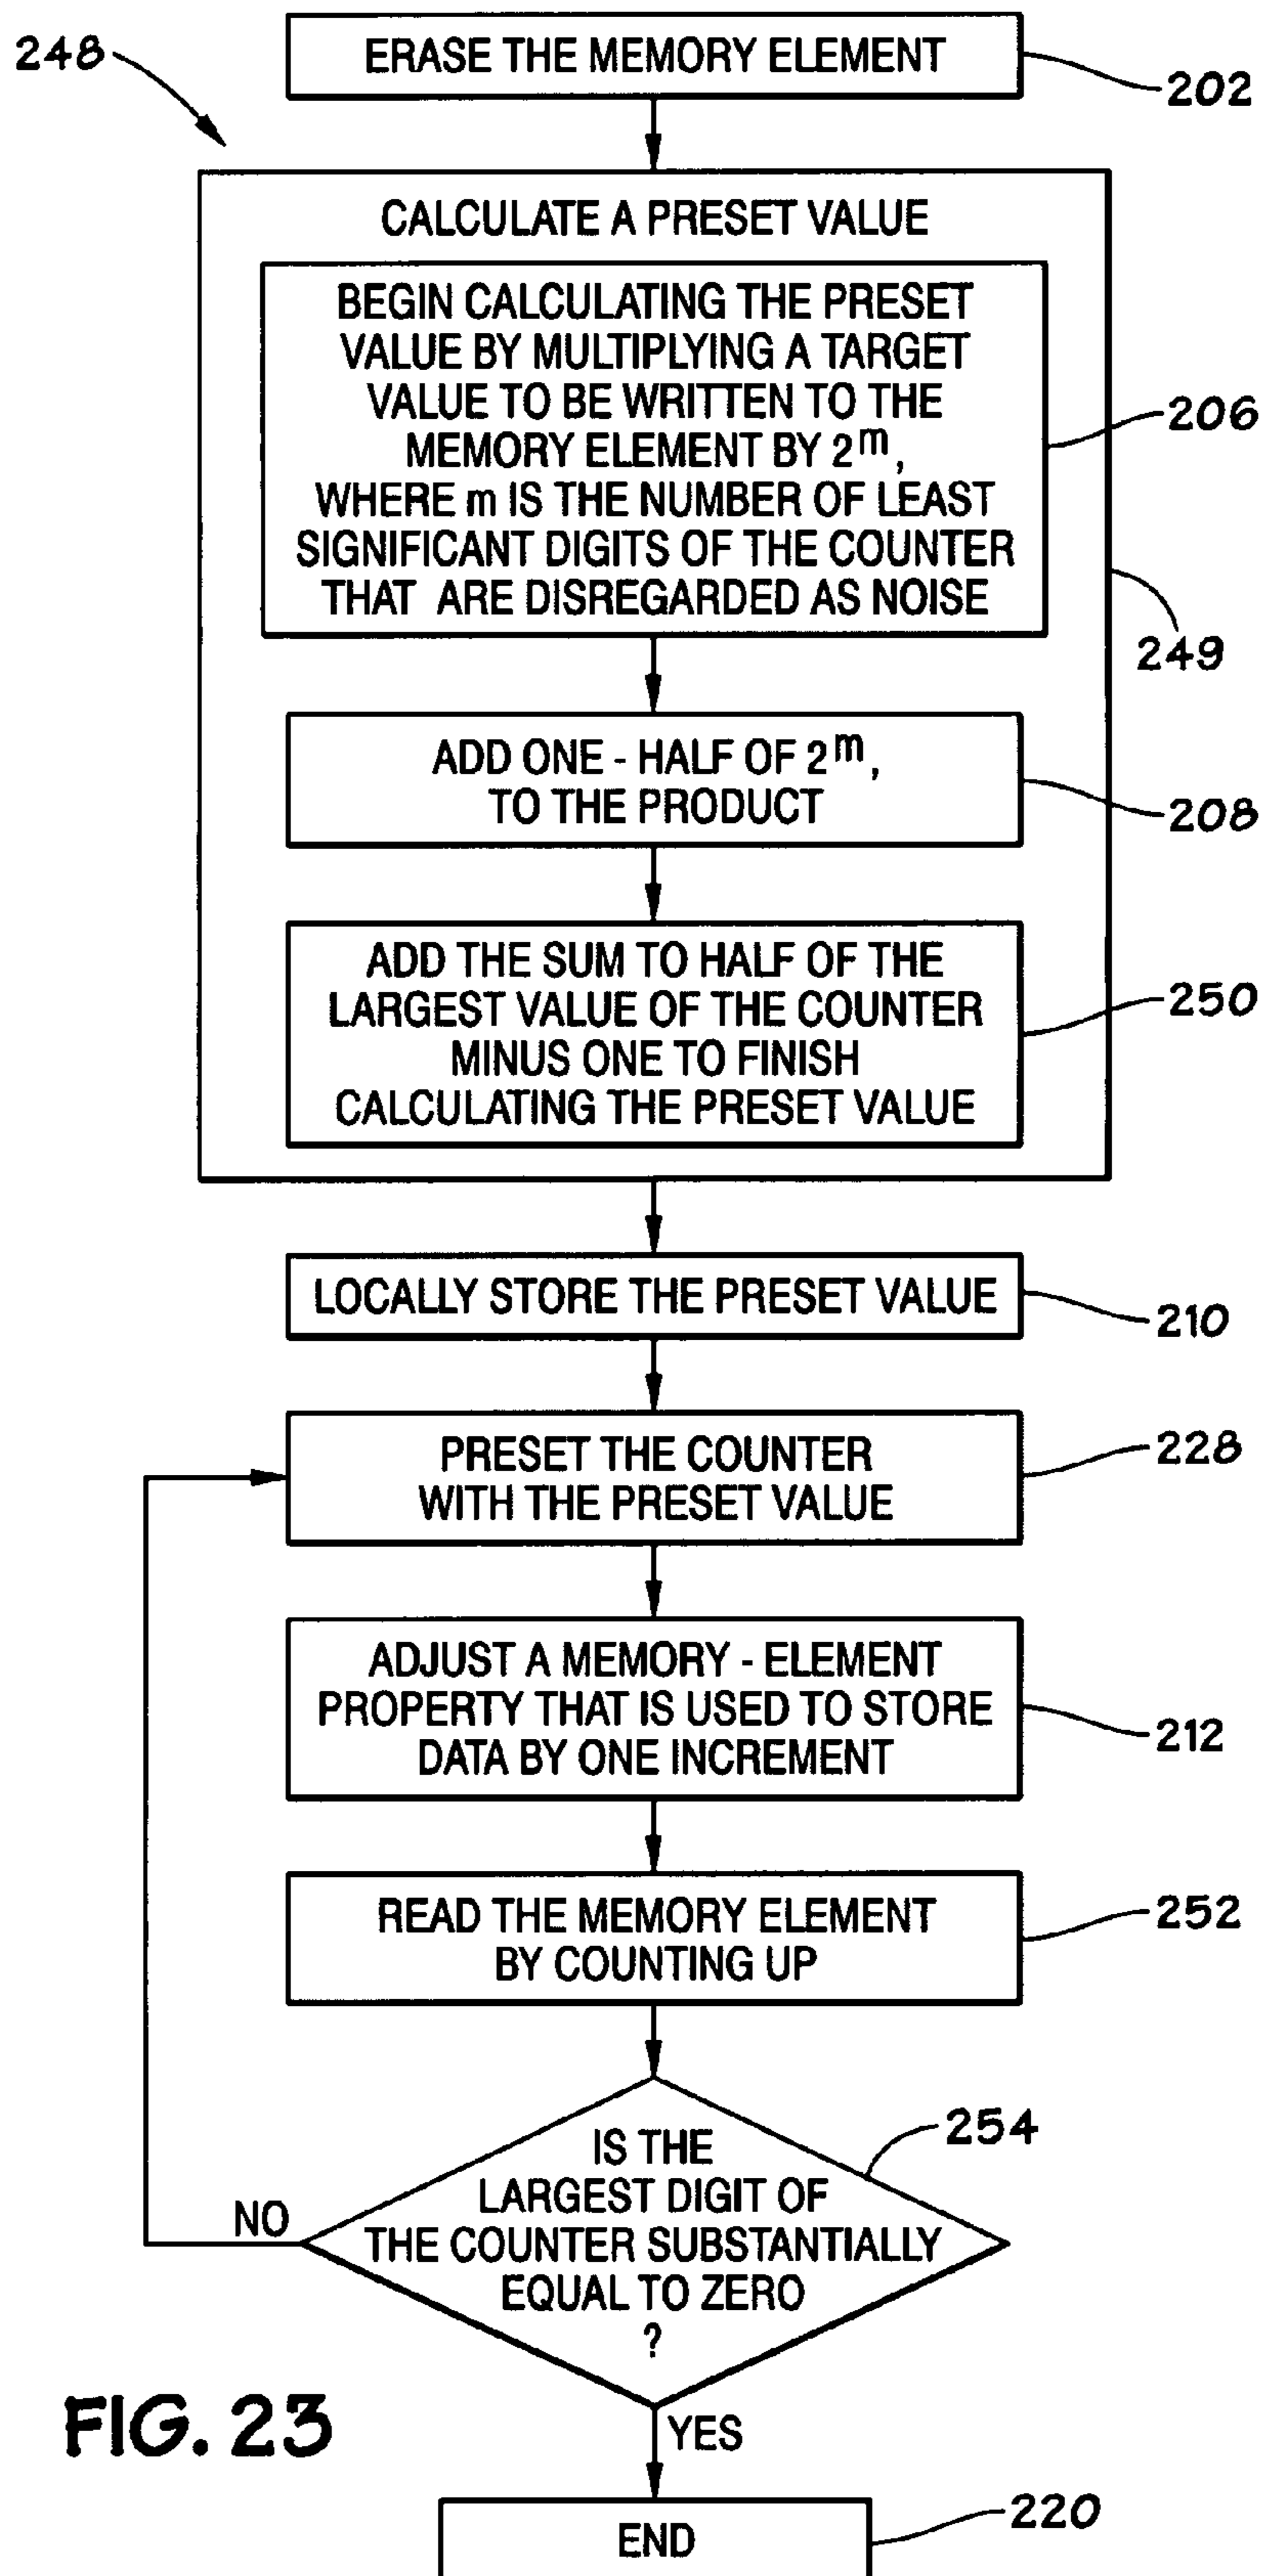 248
ERASE THE MEMORY ELEMENT
202
CALCULATE A PRESET VALUE
BEGIN CALCULATING THE PRESET
VALUE BY MULTIPLYING A TARGET
VALUE TO BE WRITTEN TO THE
MEMORY ELEMENT BY 2^m,
WHERE m IS THE NUMBER OF LEAST
SIGNIFICANT DIGITS OF THE COUNTER
THAT ARE DISREGARDED AS NOISE
206
249
ADD ONE - HALF OF 2^m,
TO THE PRODUCT
208
ADD THE SUM TO HALF OF THE
LARGEST VALUE OF THE COUNTER
MINUS ONE TO FINISH
CALCULATING THE PRESET VALUE
250
LOCALLY STORE THE PRESET VALUE
210
PRESET THE COUNTER
WITH THE PRESET VALUE
228
ADJUST A MEMORY - ELEMENT
PROPERTY THAT IS USED TO STORE
DATA BY ONE INCREMENT
212
READ THE MEMORY ELEMENT
BY COUNTING UP
252
IS THE
LARGEST DIGIT OF
THE COUNTER SUBSTANTIALLY
EQUAL TO ZERO
?
254
NO
YES
FIG. 23
END
220